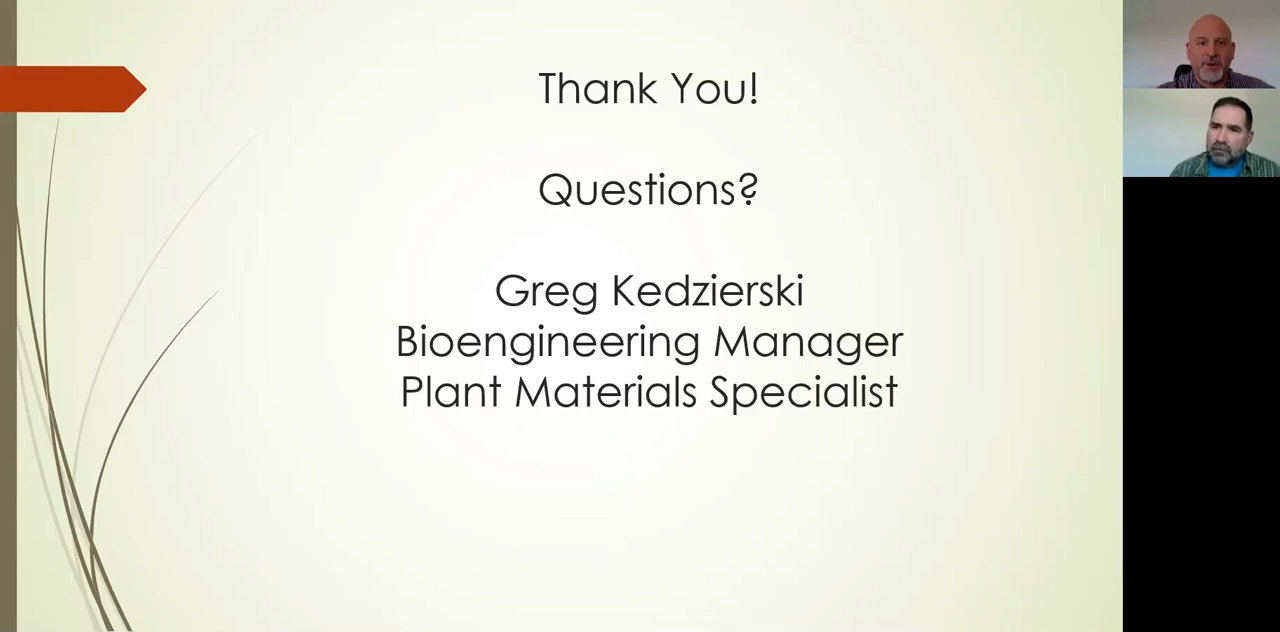 Thank You!
Questions?
Greg Kedzierski
Bioengineering Manager
Plant Materials Specialist